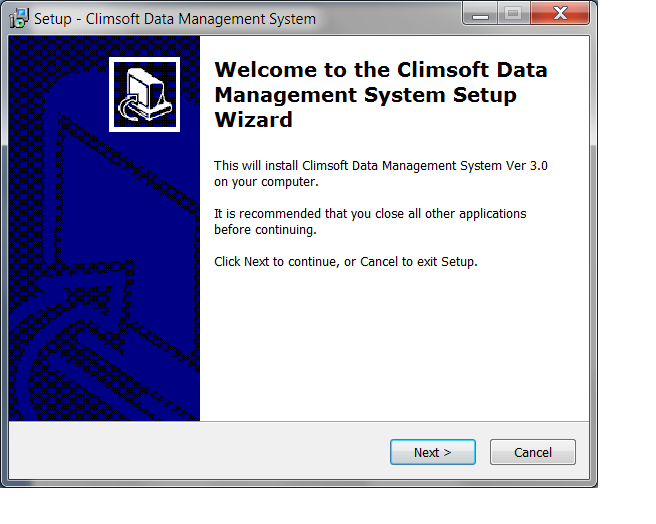 Setup - Climsoft Data Management System
Welcome to the Climsoft Data
Management System Setup
Wizard
This will install Climsoft Data Management System Ver 3.0
on your computer.
It is recommended that you close all other applications
before continuing.
Click Next to continue, or Cancel to exit Setup.
Next >
Cancel